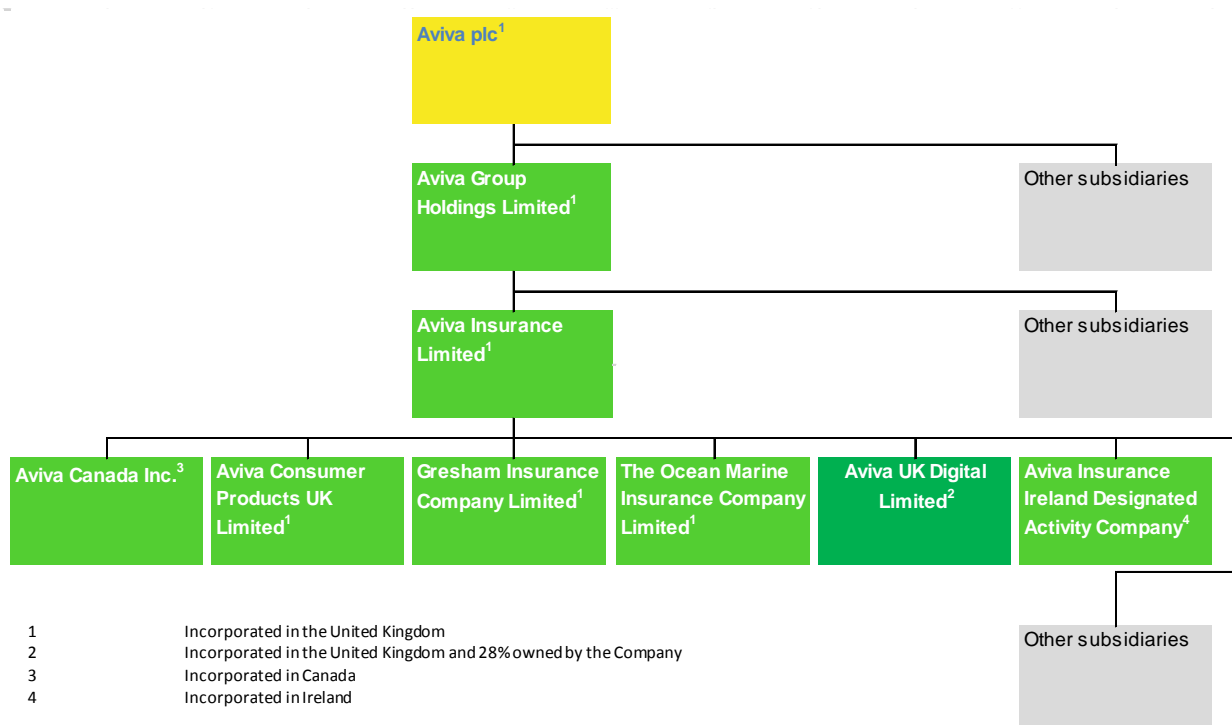 Aviva plc1
Aviva Group
Holdings Limited1
Other subsidiaries
Aviva Insurance
Limited1
Other subsidiaries
Aviva Canada Inc.3
Aviva Consumer
Products UK
Limited1
Gresham Insurance
Company Limited1
The Ocean Marine
Insurance Company
Limited1
Aviva UK Digital
Limited2
Aviva Insurance
Ireland Designated
Activity Company4
Other subsidiaries
1 Incorporated in the United Kingdom
2 Incorporated in the United Kingdom and 28% owned by the Company
3 Incorporated in Canada
4 Incorporated in Ireland